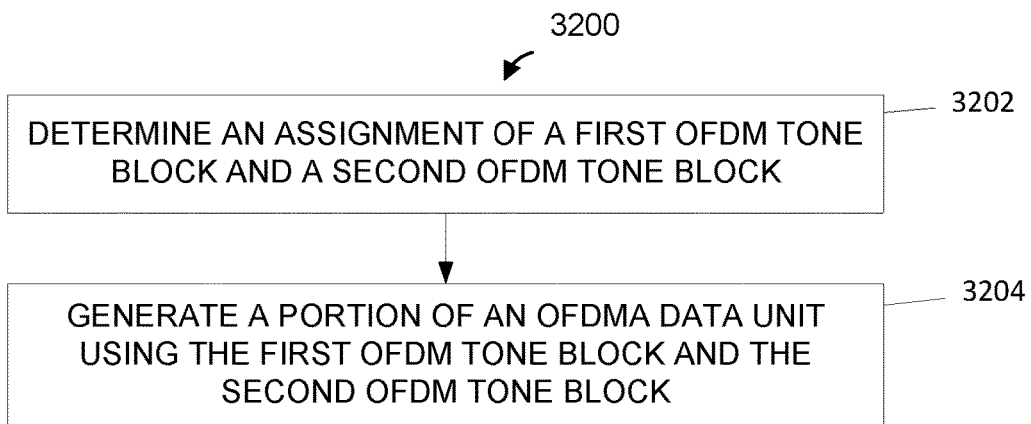 3200
3202
DETERMINE AN ASSIGNMENT OF A FIRST OFDM TONE
BLOCK AND A SECOND OFDM TONE BLOCK
3204
GENERATE A PORTION OF AN OFDMA DATA UNIT
USING THE FIRST OFDM TONE BLOCK AND THE
SECOND OFDM TONE BLOCK